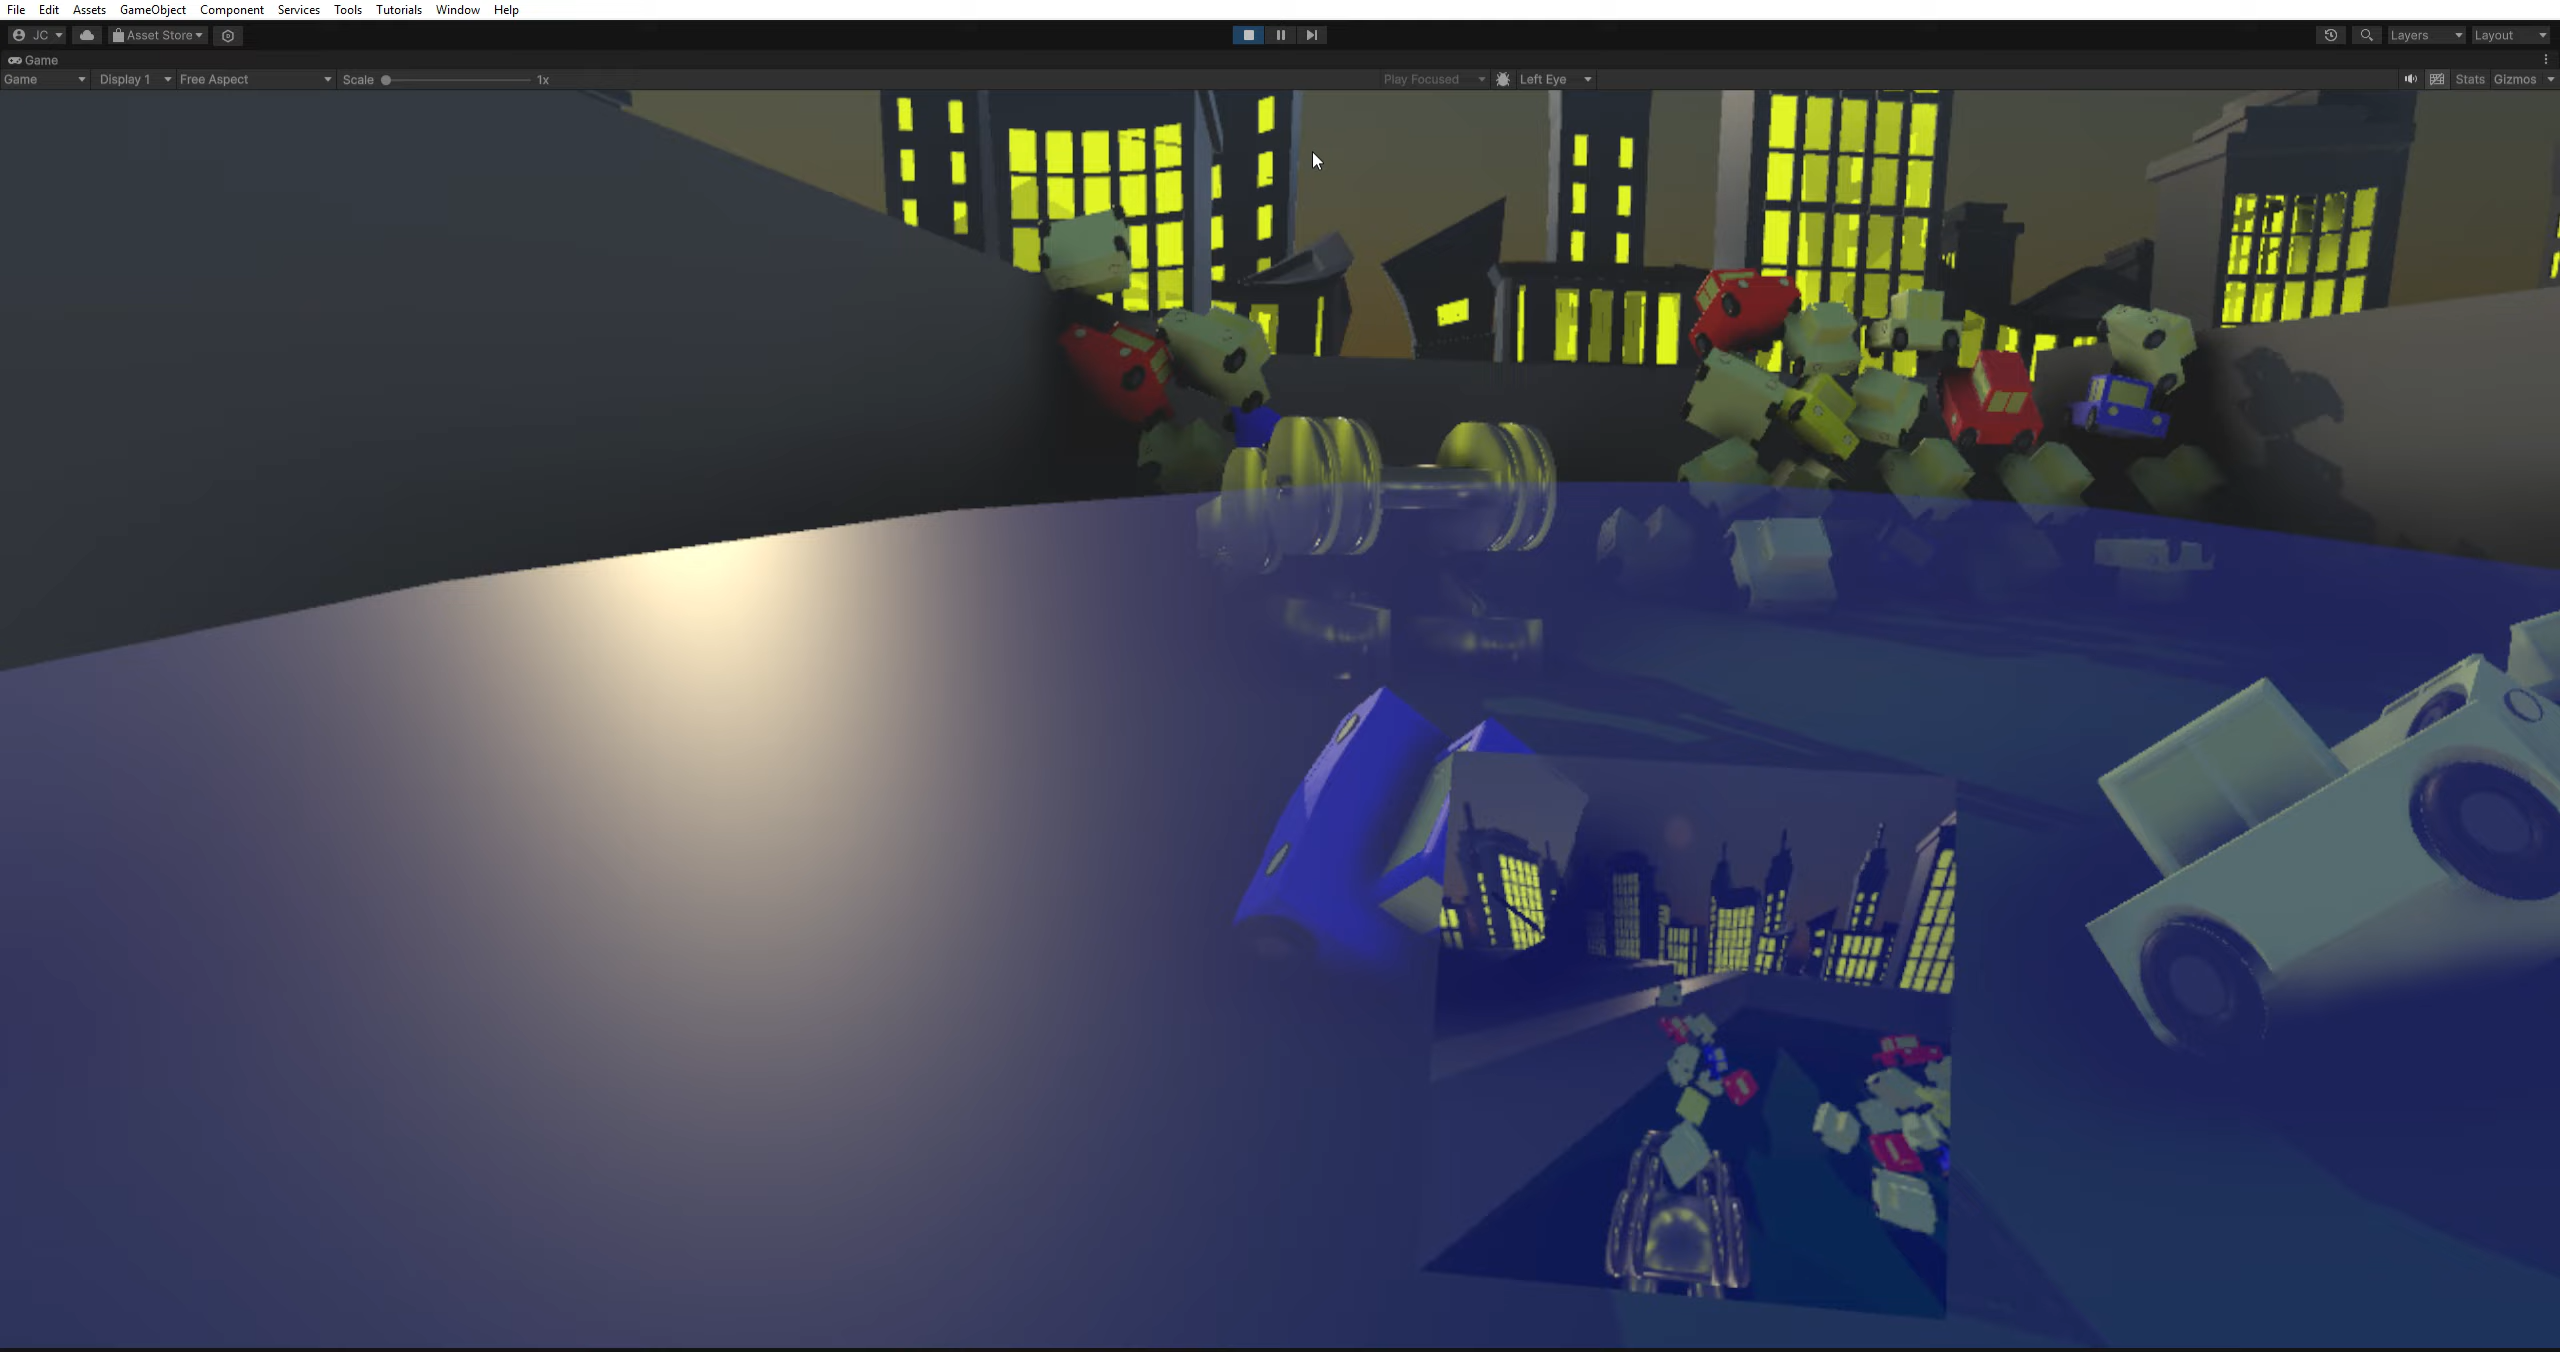 File Edit Assets GameObject Component Services Tools Tutorials Window Help
JC Asset Store Layers Layout
Game
Game Display 1 Free Aspect Scale 1x Play Focused Left Eye Stats Gizmos